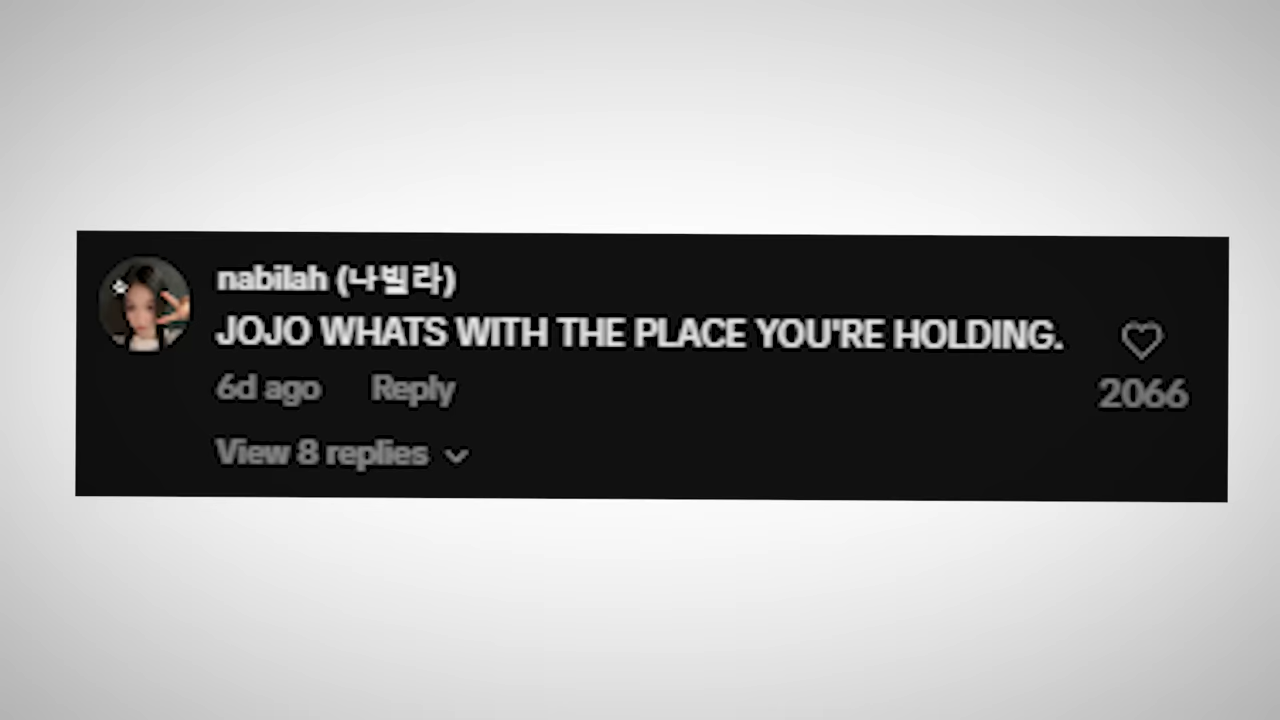 nabilah (나빌라)
JOJO WHATS WITH THE PLACE YOU'RE HOLDING.
6d ago Reply
2066
View 8 replies